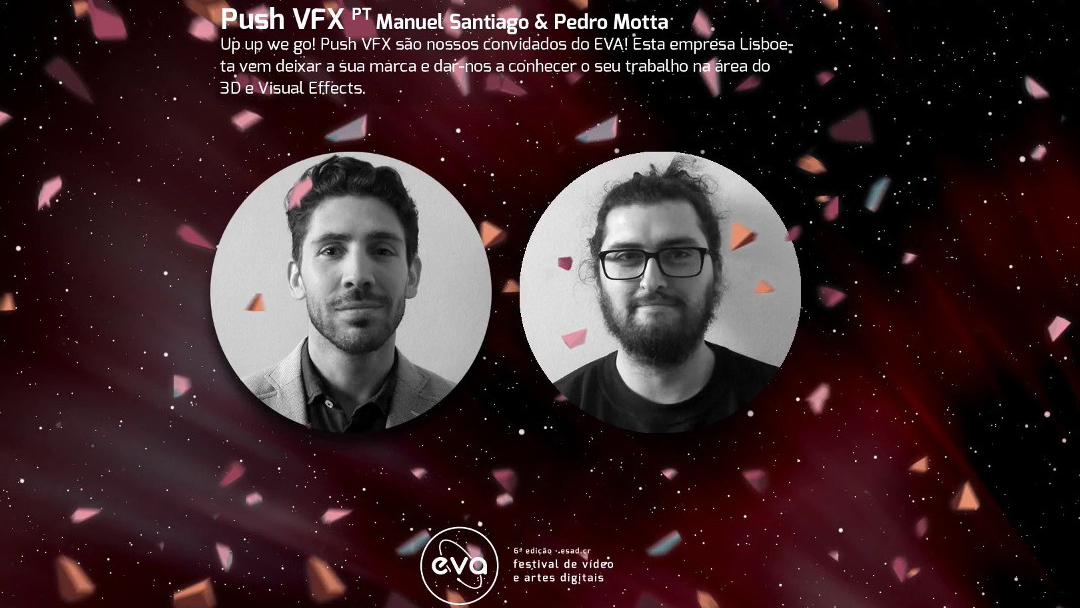 Push VFX PT Manuel Santiago & Pedro Motta
Up up we go! Push VFX são nossos convidados do EVA! Esta empresa Lisboe-
ta vem deixar a sua marca e dar-nos a conhecer o seu trabalho na área do
3D e Visual Effects.
eva
6ª edição - esad.cr
festival de vídeo
e artes digitais